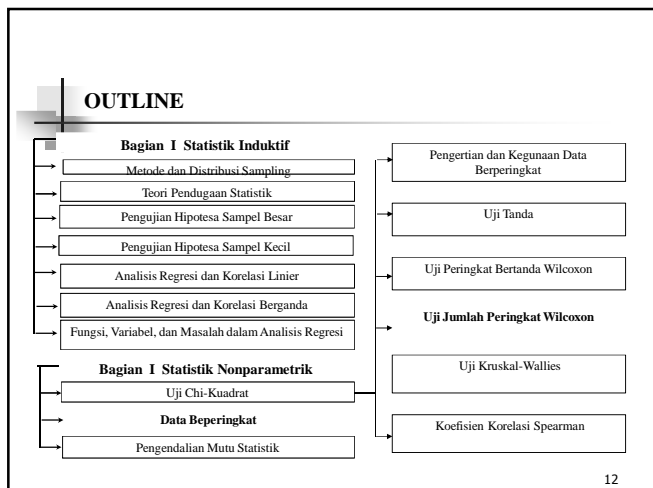 OUTLINE
Bagian I Statistik Induktif
Metode dan Distribusi Sampling
Teori Pendugaan Statistik
Pengujian Hipotesa Sampel Besar
Pengujian Hipotesa Sampel Kecil
Analisis Regresi dan Korelasi Linier
Analisis Regresi dan Korelasi Berganda
Fungsi, Variabel, dan Masalah dalam Analisis Regresi
Bagian I Statistik Nonparametrik
Uji Chi-Kuadrat
Data Beperingkat
Pengendalian Mutu Statistik
Pengertian dan Kegunaan Data
Berperingkat
Uji Tanda
Uji Peringkat Bertanda Wilcoxon
Uji Jumlah Peringkat Wilcoxon
Uji Kruskal-Wallies
Koefisien Korelasi Spearman
12